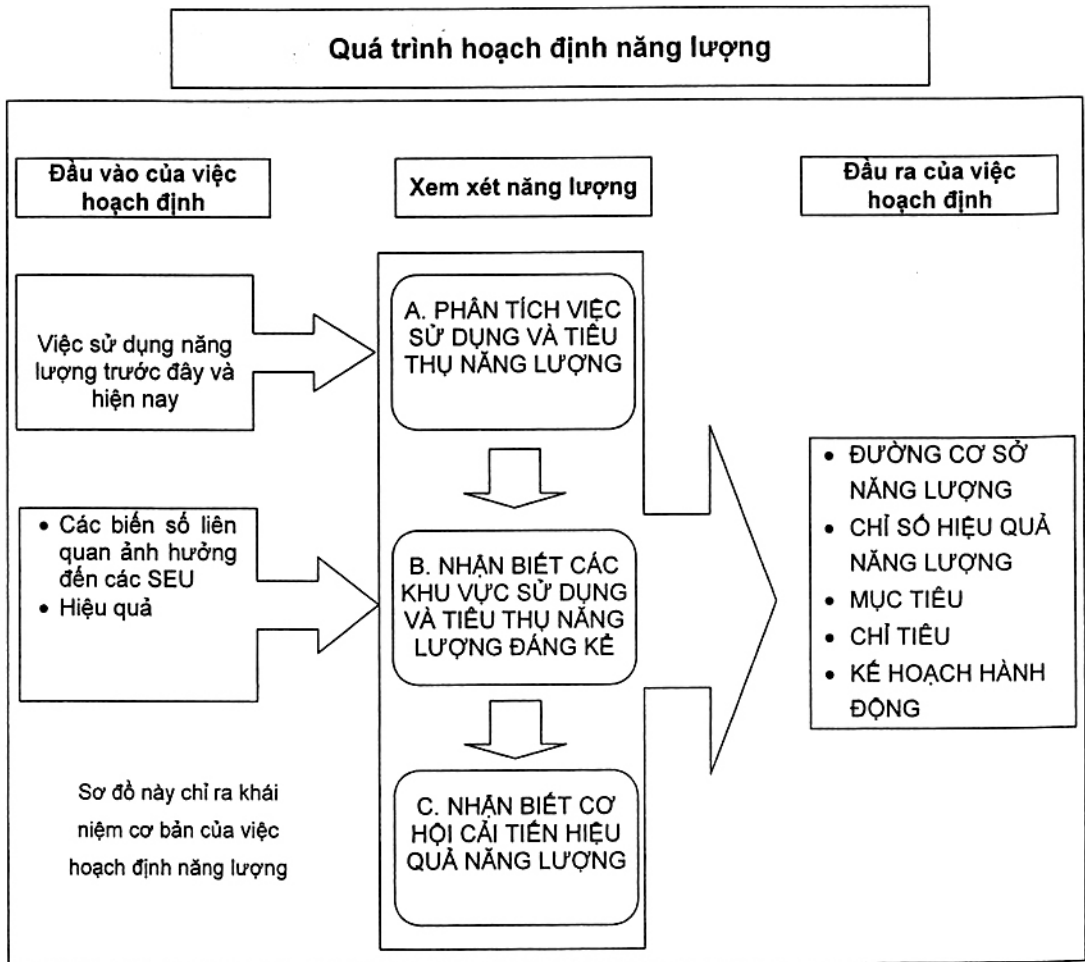 Quá trình hoạch định năng lượng
Đầu vào của việc
hoạch định
Xem xét năng lượng
Đầu ra của việc
hoạch định
Việc sử dụng năng
lượng trước đây và
hiện nay
A. PHÂN TÍCH VIỆC
SỬ DỤNG VÀ TIÊU
THỤ NĂNG LƯỢNG
• Các biến số liên
quan ảnh hưởng
đến các SEU
• Hiệu quả
B. NHẬN BIẾT CÁC
KHU VỰC SỬ DỤNG
VÀ TIÊU THỤ NĂNG
LƯỢNG ĐÁNG KỂ
• ĐƯỜNG CƠ SỞ
NĂNG LƯỢNG
• CHỈ SỐ HIỆU QUẢ
NĂNG LƯỢNG
• MỤC TIÊU
• CHỈ TIÊU
• KẾ HOẠCH HÀNH
ĐỘNG
Sơ đồ này chỉ ra khái
niệm cơ bản của việc
hoạch định năng lượng
C. NHẬN BIẾT CƠ
HỘI CẢI TIẾN HIỆU
QUẢ NĂNG LƯỢNG